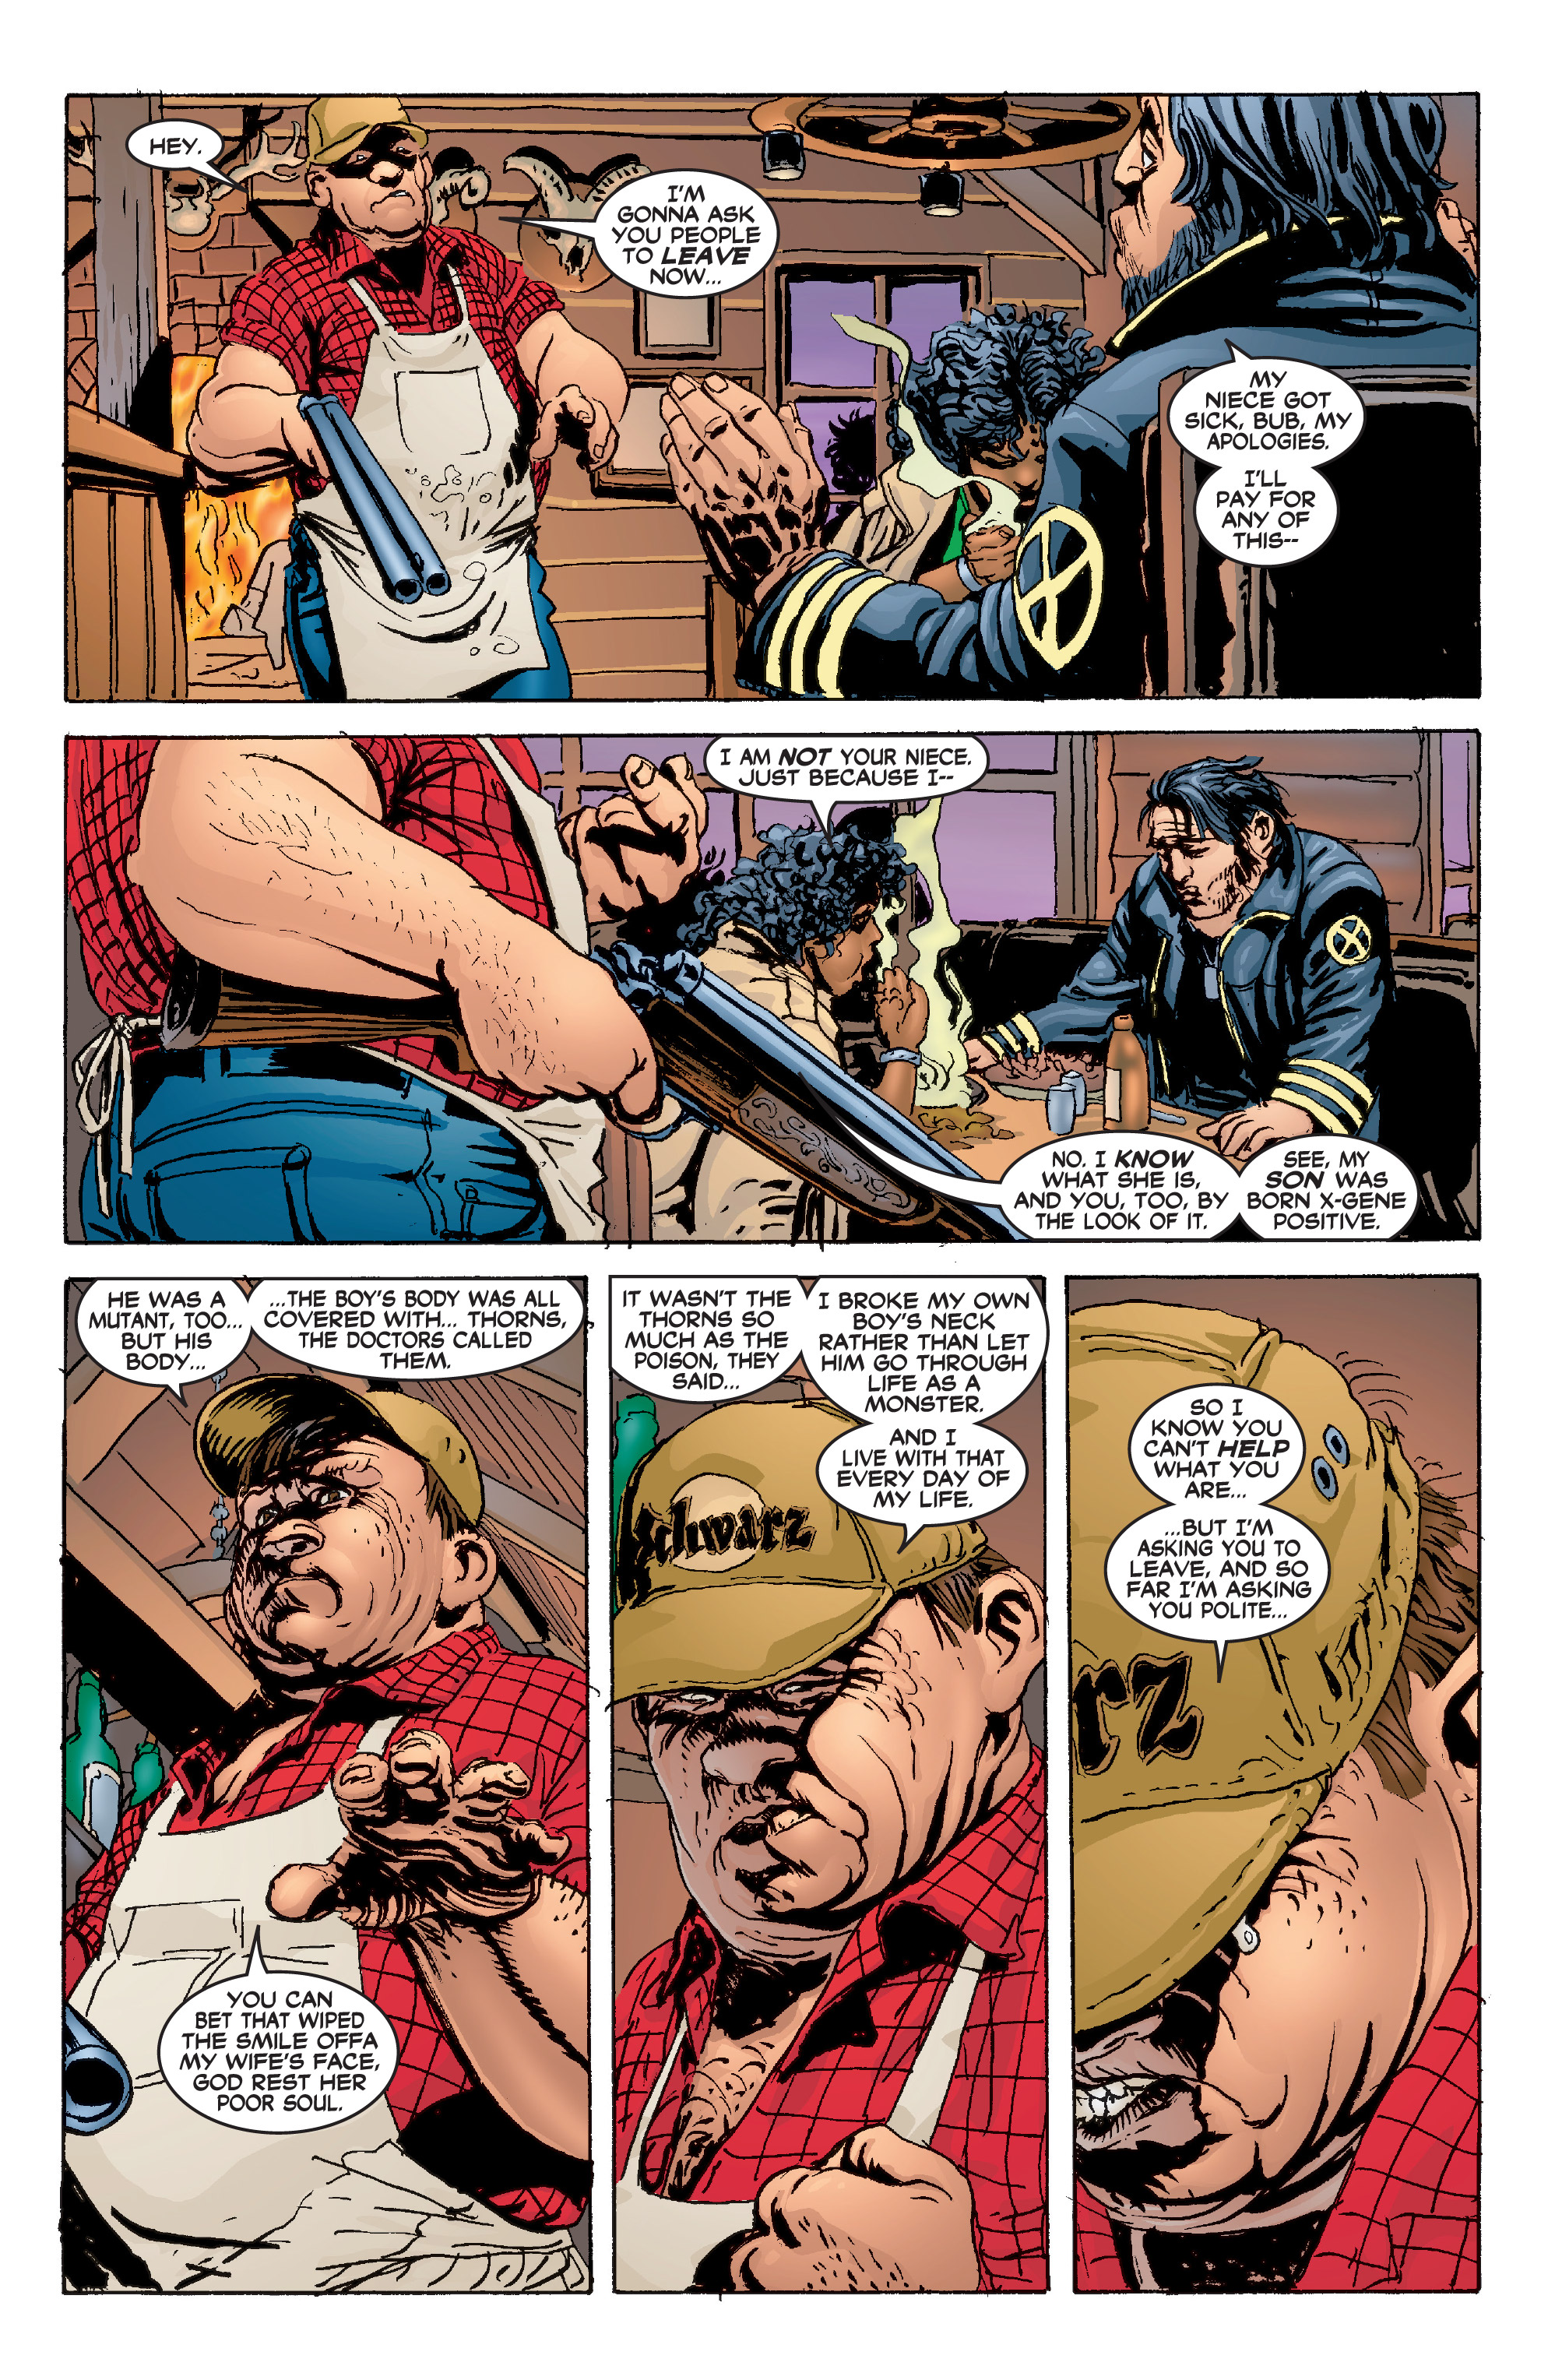 HEY.
I'M
GONNA ASK
YOU PEOPLE
TO LEAVE
NOW...
MY
NIECE GOT
SICK, BUB, MY
APOLOGIES.
I'LL
PAY FOR
ANY OF
THIS--
I AM NOT YOUR NIECE.
JUST BECAUSE I--
NO. I KNOW
WHAT SHE IS,
AND YOU, TOO, BY
THE LOOK OF IT.
SEE, MY
SON WAS
BORN X-GENE
POSITIVE.
HE WAS A
MUTANT, TOO...
BUT HIS
BODY...
...THE BOY'S BODY WAS ALL
COVERED WITH... THORNS,
THE DOCTORS CALLED
THEM.
YOU CAN
BET THAT WIPED
THE SMILE OFFA
MY WIFE'S FACE,
GOD REST HER
POOR SOUL.
IT WASN'T THE
THORNS SO
MUCH AS THE
POISON, THEY
SAID...
I BROKE MY OWN
BOY'S NECK
RATHER THAN LET
HIM GO THROUGH
LIFE AS A
MONSTER.
AND I
LIVE WITH THAT
EVERY DAY OF
MY LIFE.
Schwarz
SO I
KNOW YOU
CAN'T HELP
WHAT YOU
ARE...
...BUT I'M
ASKING YOU TO
LEAVE, AND SO
FAR I'M ASKING
YOU POLITE...
arz